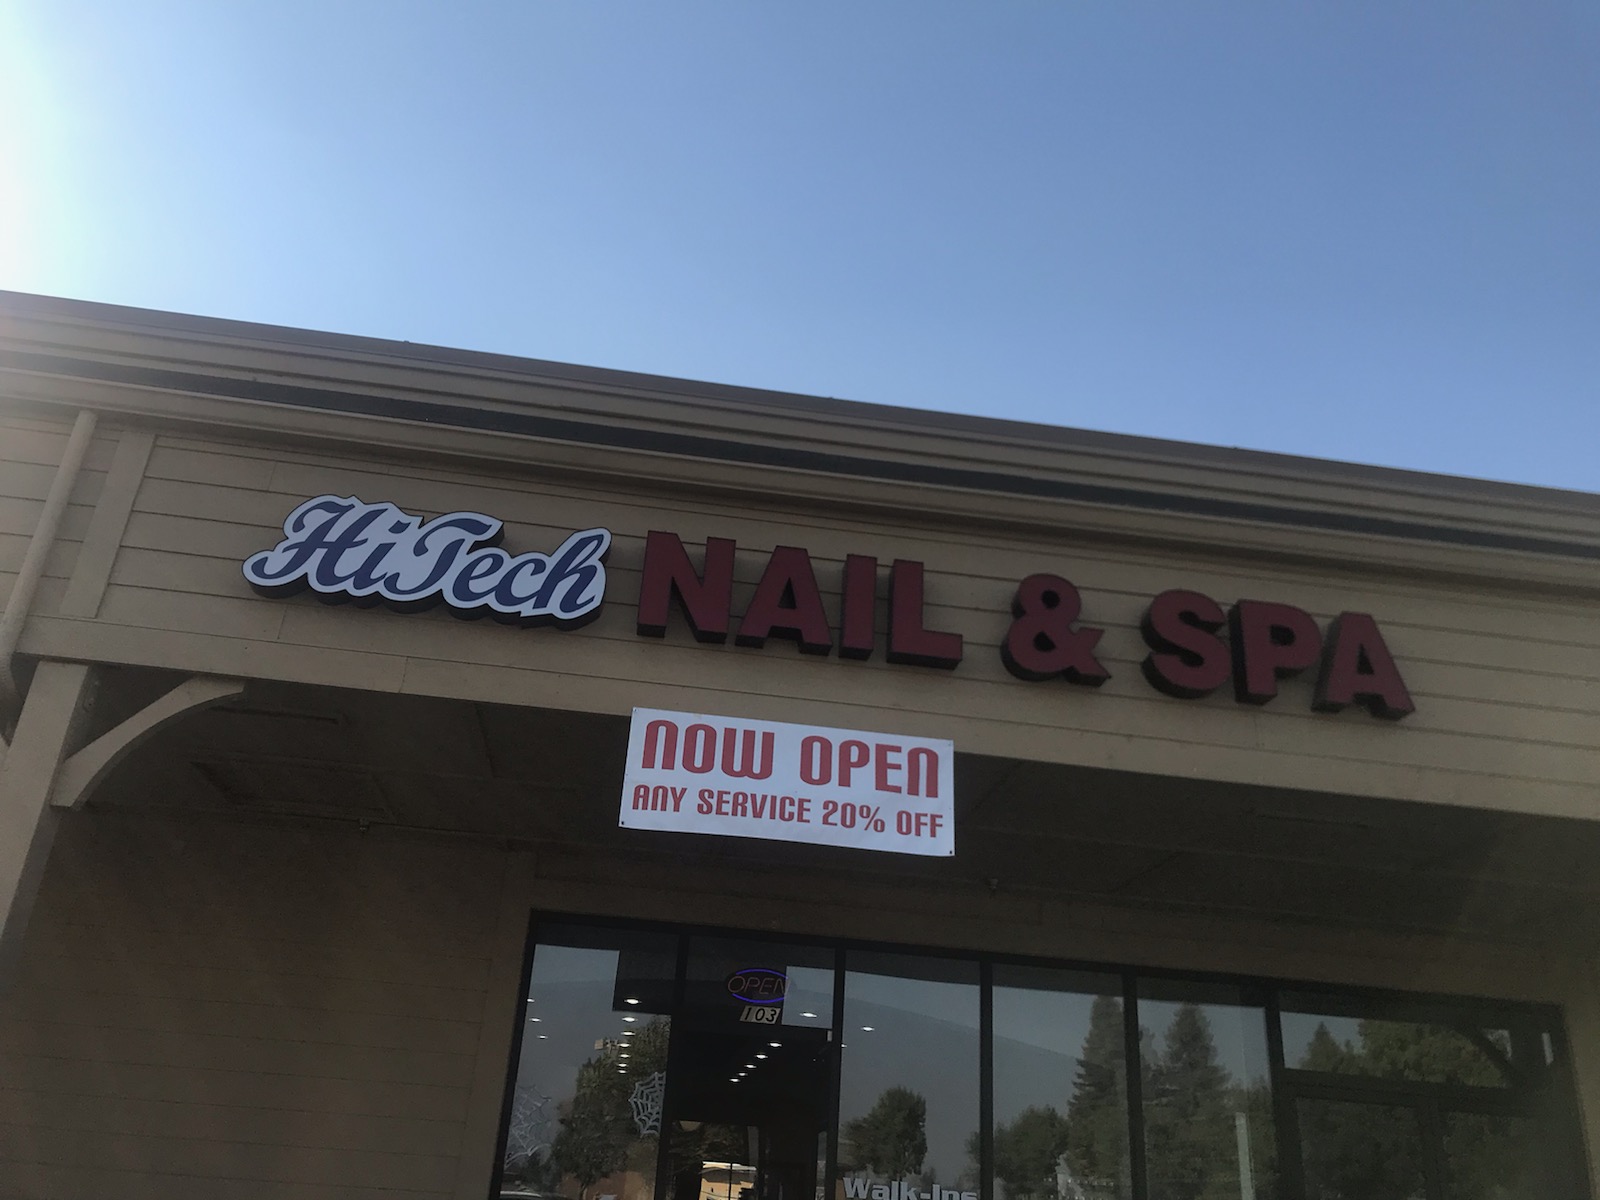 HiTech NAIL & SPA
NOW OPEN
ANY SERVICE 20% OFF
OPEN
103
Walk-Ins